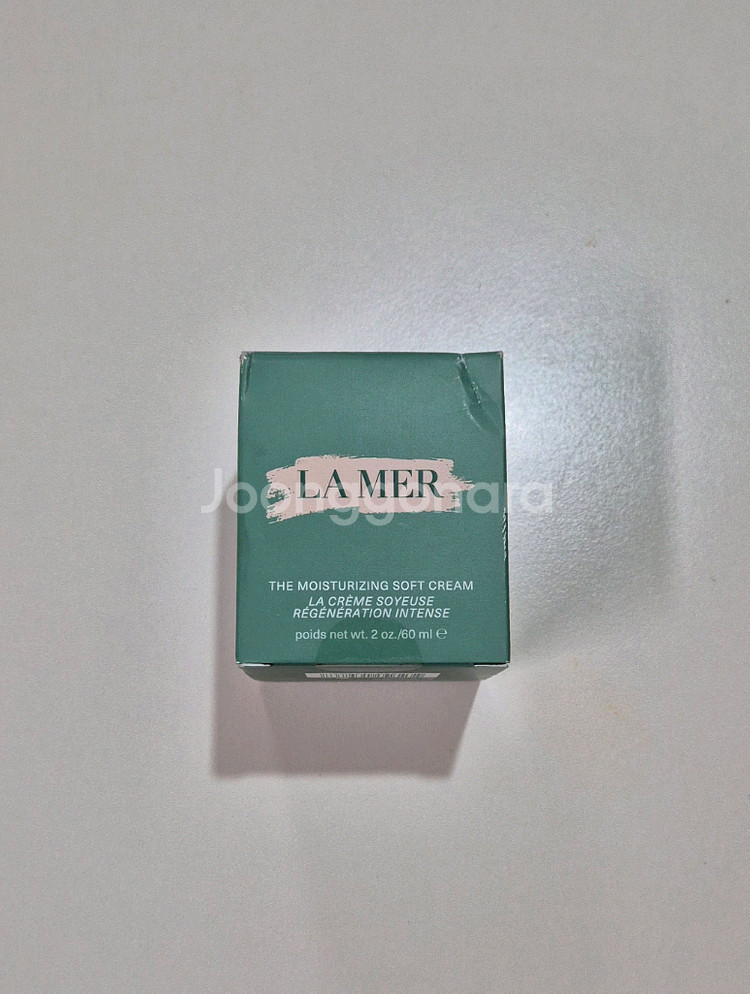 LA MER
Joonggonara
THE MOISTURIZING SOFT CREAM
LA CRÈME SOYEUSE
RÉGÉNÉRATION INTENSE
poids net wt. 2 oz./60 ml ℮